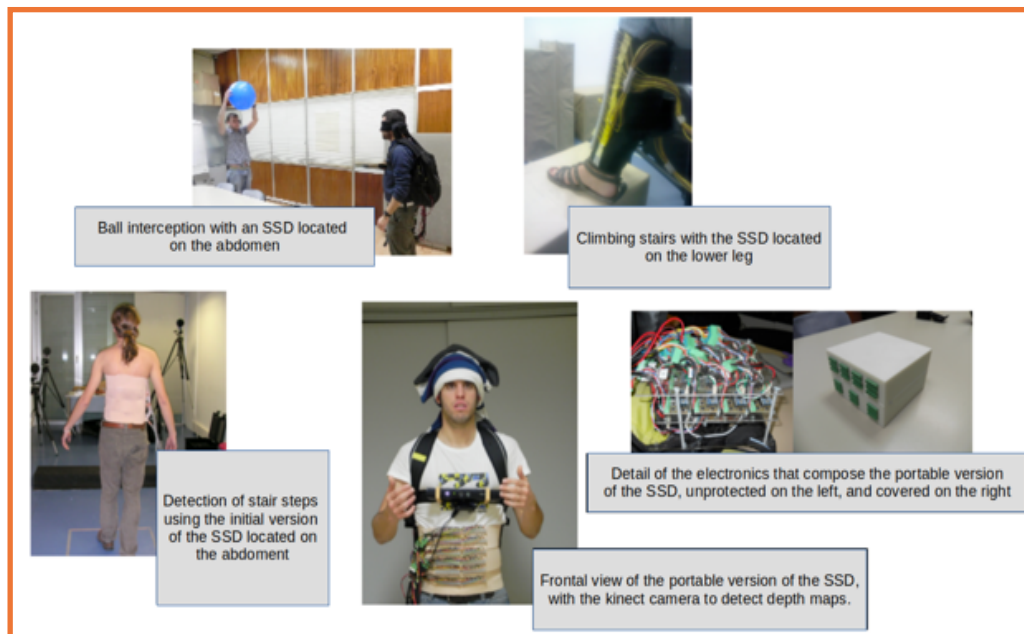 Ball interception with an SSD located
on the abdomen
Climbing stairs with the SSD located
on the lower leg
Detection of stair steps
using the initial version
of the SSD located on
the abdoment
Detail of the electronics that compose the portable version
of the SSD, unprotected on the left, and covered on the right
Frontal view of the portable version of the SSD,
with the kinect camera to detect depth maps.